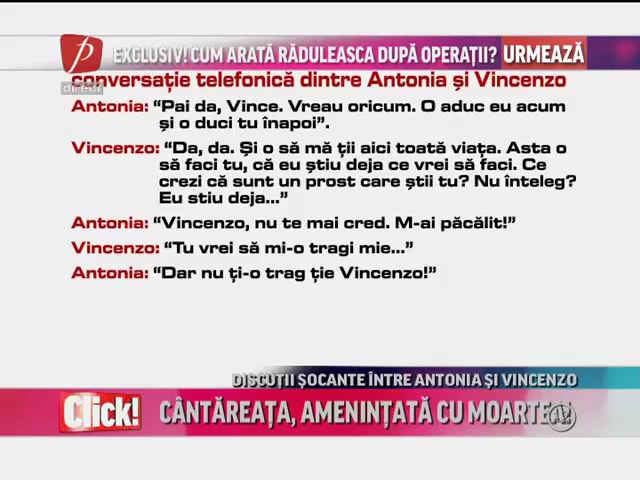 EXCLUSIV! CUM ARATĂ RĂDULEASCA DUPĂ OPERAȚII? URMEAZĂ
p
direct
conversație telefonică dintre Antonia și Vincenzo
Antonia: “Pai da, Vince. Vreau oricum. O aduc eu acum
și o duci tu înapoi”.
Vincenzo: “Da, da. Și o să mă ții aici toată viața. Asta o
să faci tu, că eu știu deja ce vrei să faci. Ce
crezi că sunt un prost care știi tu? Nu înteleg?
Eu stiu deja...”
Antonia: “Vincenzo, nu te mai cred. M-ai păcălit!”
Vincenzo: “Tu vrei să mi-o tragi mie...”
Antonia: “Dar nu ți-o trag ție Vincenzo!”
DISCUȚII ȘOCANTE ÎNTRE ANTONIA ȘI VINCENZO
Click! CÂNTĂREAȚA, AMENINȚATĂ CU MOARTEA!